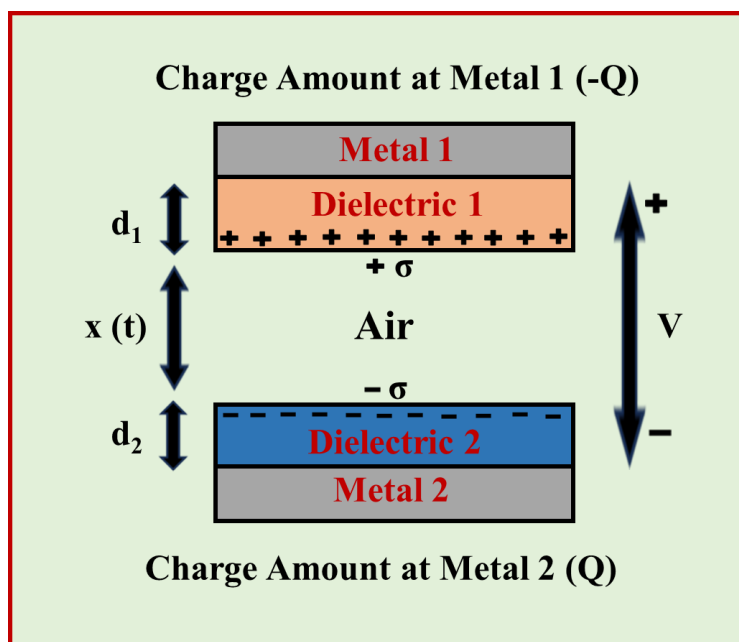 Charge Amount at Metal 1 (-Q)
Metal 1
d₁
Dielectric 1
+
+ + + + + + + + + +
+ σ
x (t)
Air
V
− σ
d₂
− − − − − − − − − −
Dielectric 2
−
Metal 2
Charge Amount at Metal 2 (Q)